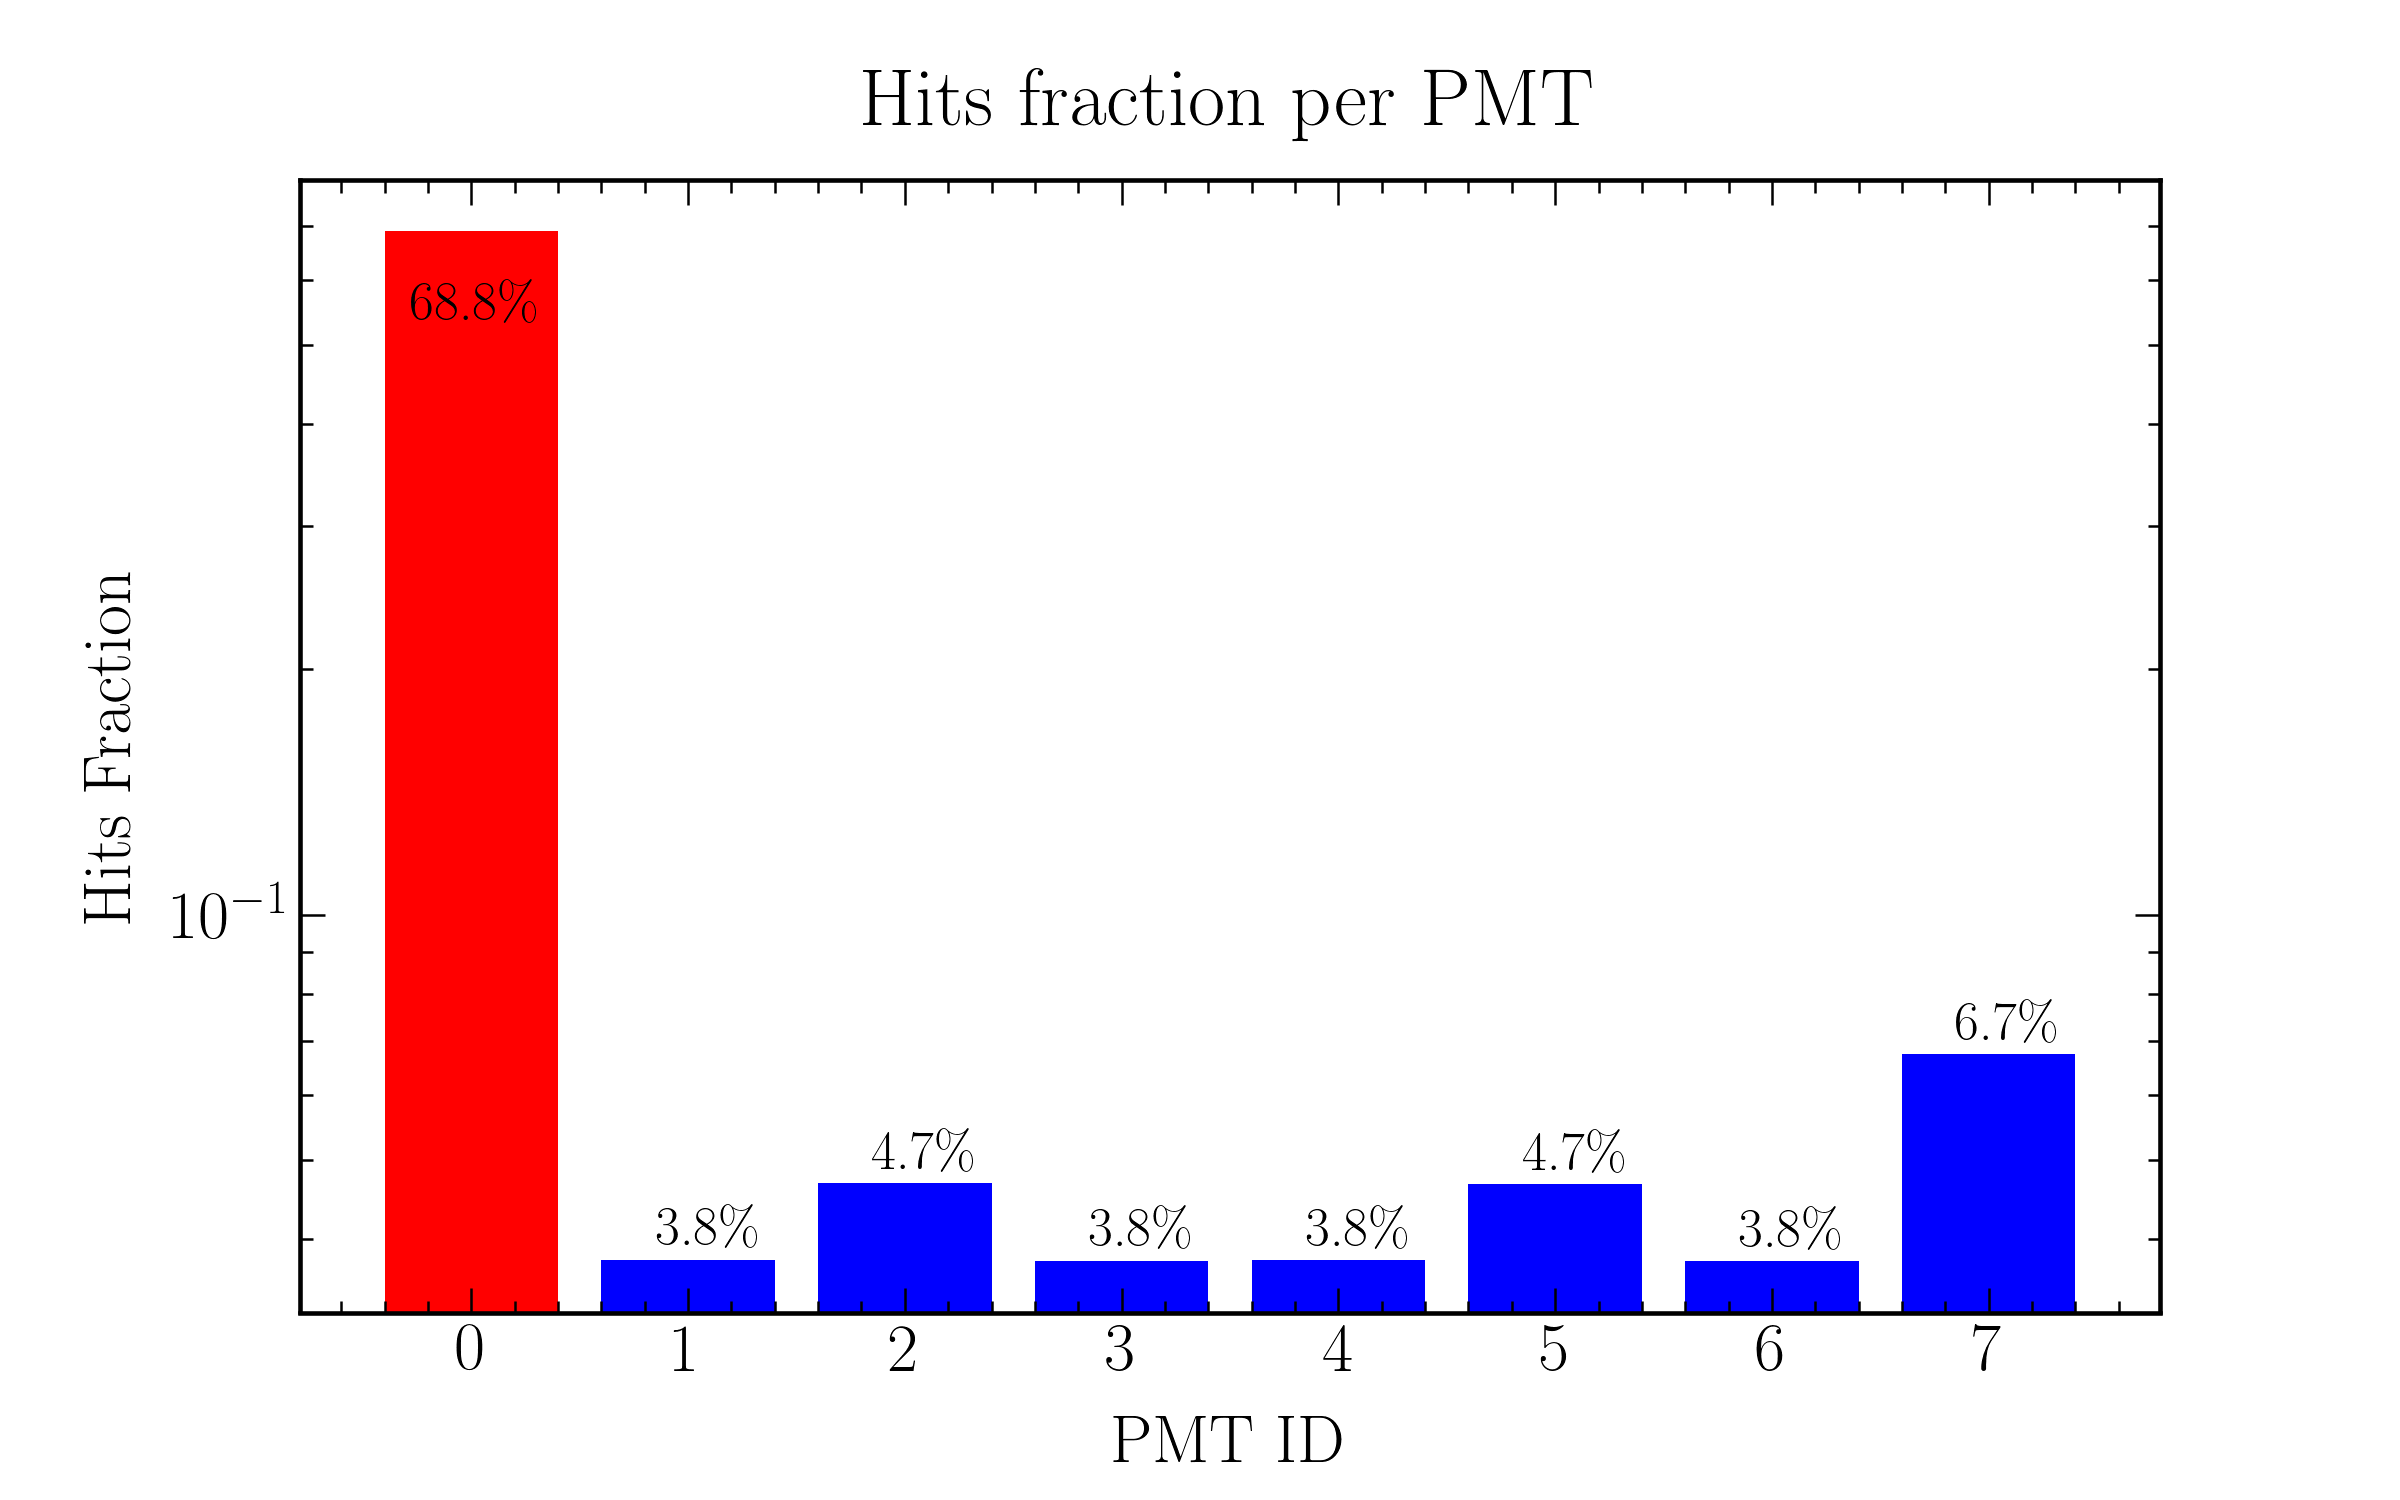 Hits fraction per PMT
68.8%
Hits Fraction
10⁻¹
6.7%
4.7%
4.7%
3.8%
3.8%
3.8%
3.8%
0 1 2 3 4 5 6 7
PMT ID